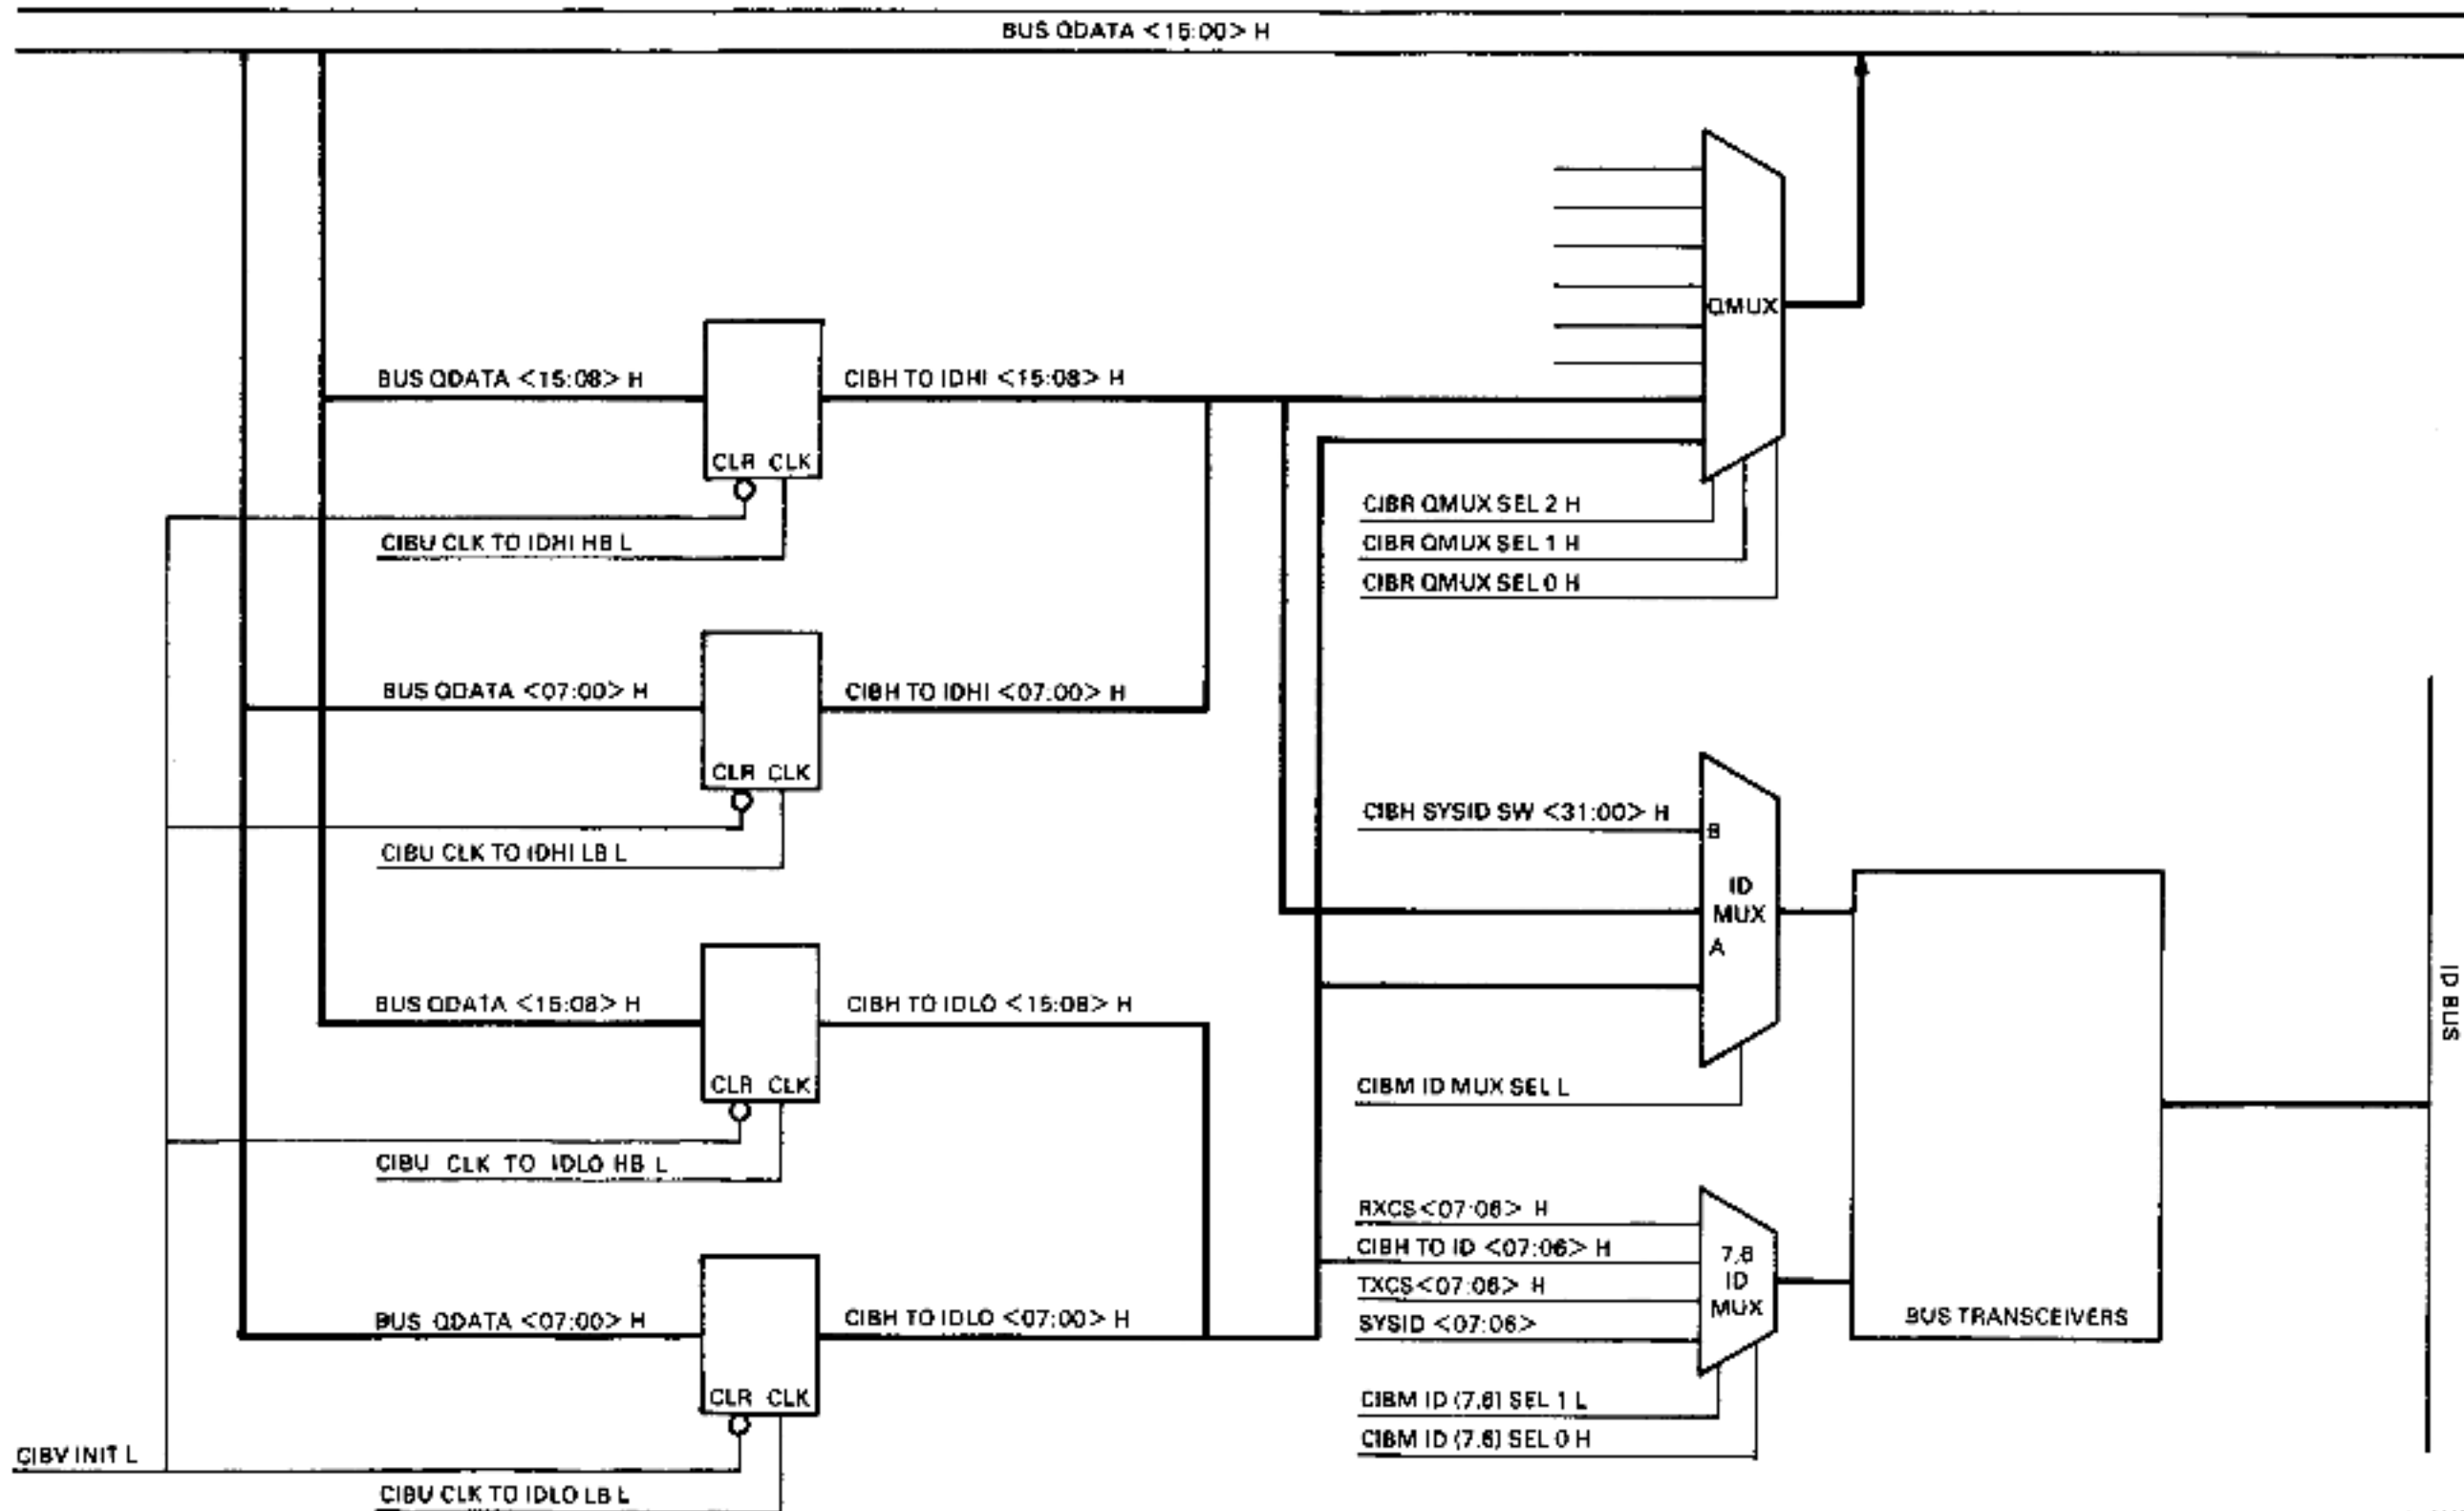 BUS QDATA <15:00> H
QMUX
BUS QDATA <15:08> H
CIBH TO IDHI <15:08> H
CLR CLK
CIBU CLK TO IDHI HB L
CIBR QMUX SEL 2 H
CIBR QMUX SEL 1 H
CIBR QMUX SEL 0 H
BUS QDATA <07:00> H
CIBH TO IDHI <07:00> H
CLR CLK
CIBU CLK TO IDHI LB L
CIBH SYSID SW <31:00> H
B
ID
MUX
A
ID BUS
BUS QDATA <15:08> H
CIBH TO IDLO <15:08> H
CLR CLK
CIBU CLK TO IDLO HB L
CIBM ID MUX SEL L
RXCS<07:06> H
CIBH TO ID <07:06> H
TXCS<07:06> H
SYSID <07:06>
7,6
ID
MUX
BUS TRANSCEIVERS
BUS QDATA <07:00> H
CIBH TO IDLO <07:00> H
CLR CLK
CIBM ID (7,6) SEL 1 L
CIBM ID (7,6) SEL 0 H
CIBV INIT L
CIBU CLK TO IDLO LB L